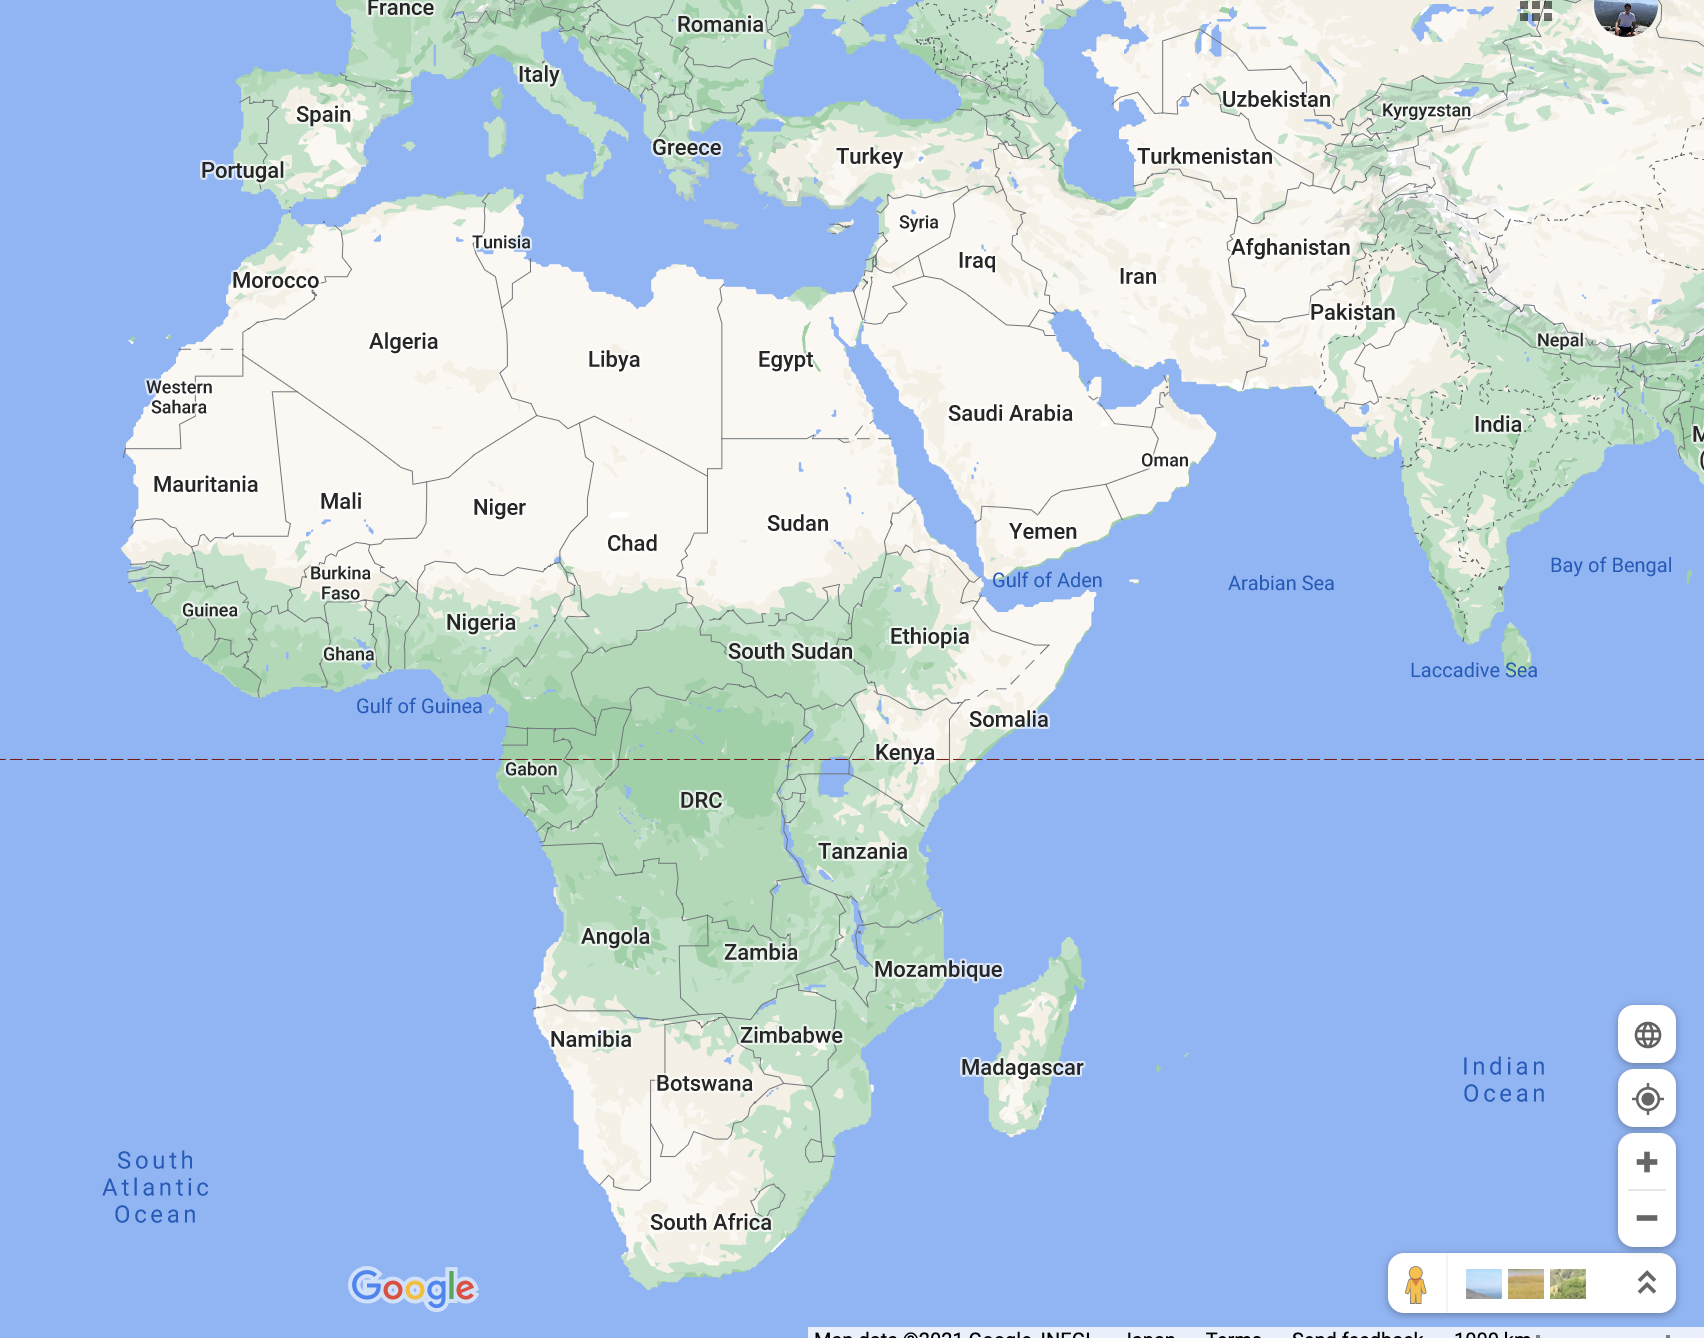 France
Romania
Italy
Uzbekistan
Kyrgyzstan
Spain
Greece
Turkey
Turkmenistan
Portugal
Syria
Tunisia
Afghanistan
Iraq
Iran
Morocco
Pakistan
Algeria
Nepal
Libya
Egypt
Western
Sahara
Saudi Arabia
India
Oman
Mauritania
Mali
Niger
Sudan
Yemen
Chad
Burkina
Faso
Gulf of Aden
Arabian Sea
Bay of Bengal
Guinea
Nigeria
Ethiopia
Ghana
South Sudan
Laccadive Sea
Gulf of Guinea
Somalia
Kenya
Gabon
DRC
Tanzania
Angola
Zambia
Mozambique
Zimbabwe
Namibia
Madagascar
Indian
Ocean
Botswana
South
Atlantic
Ocean
South Africa
Google
Map data ©2021 Google, INEGI Japan Terms Send feedback 1000 km